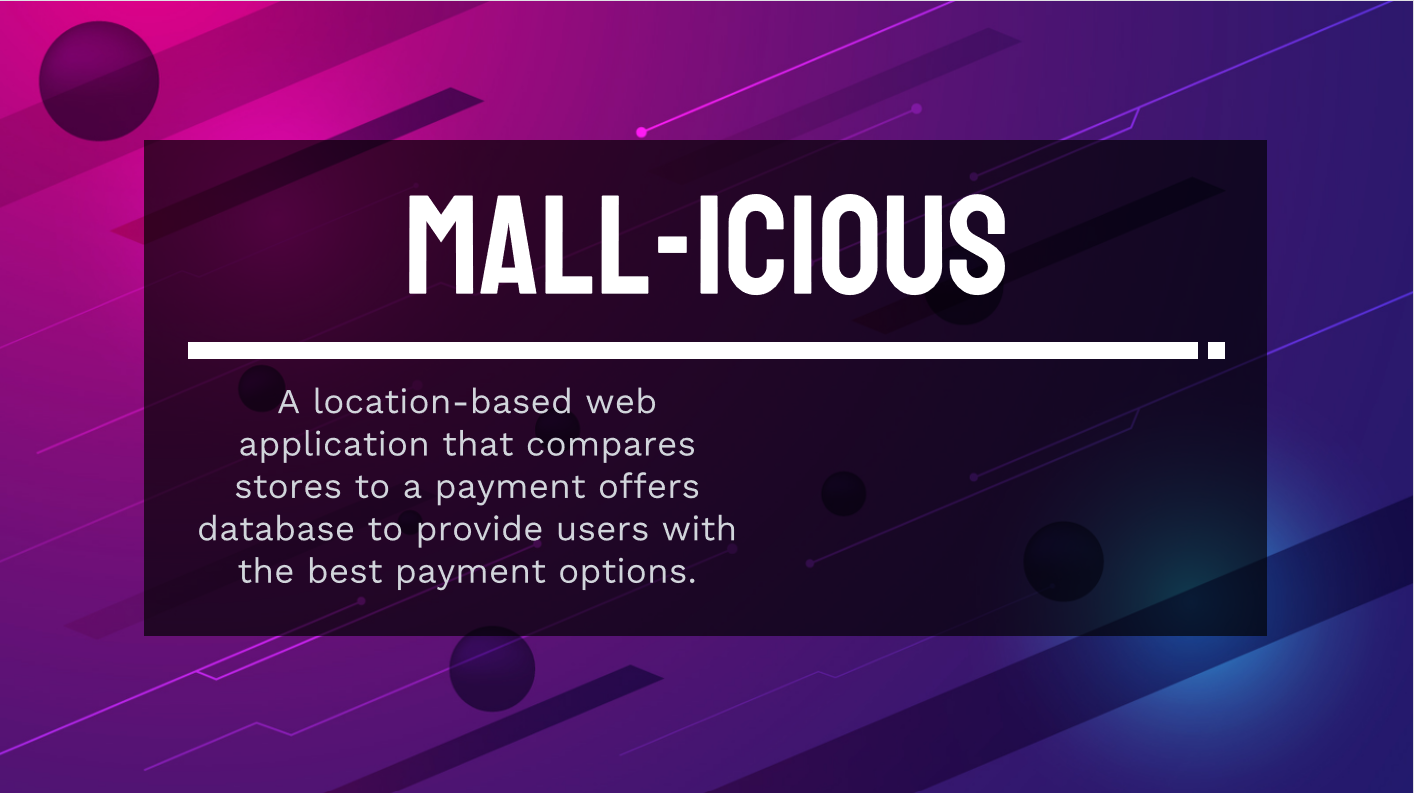 MALL-ICIOUS
A location-based web
application that compares
stores to a payment offers
database to provide users with
the best payment options.